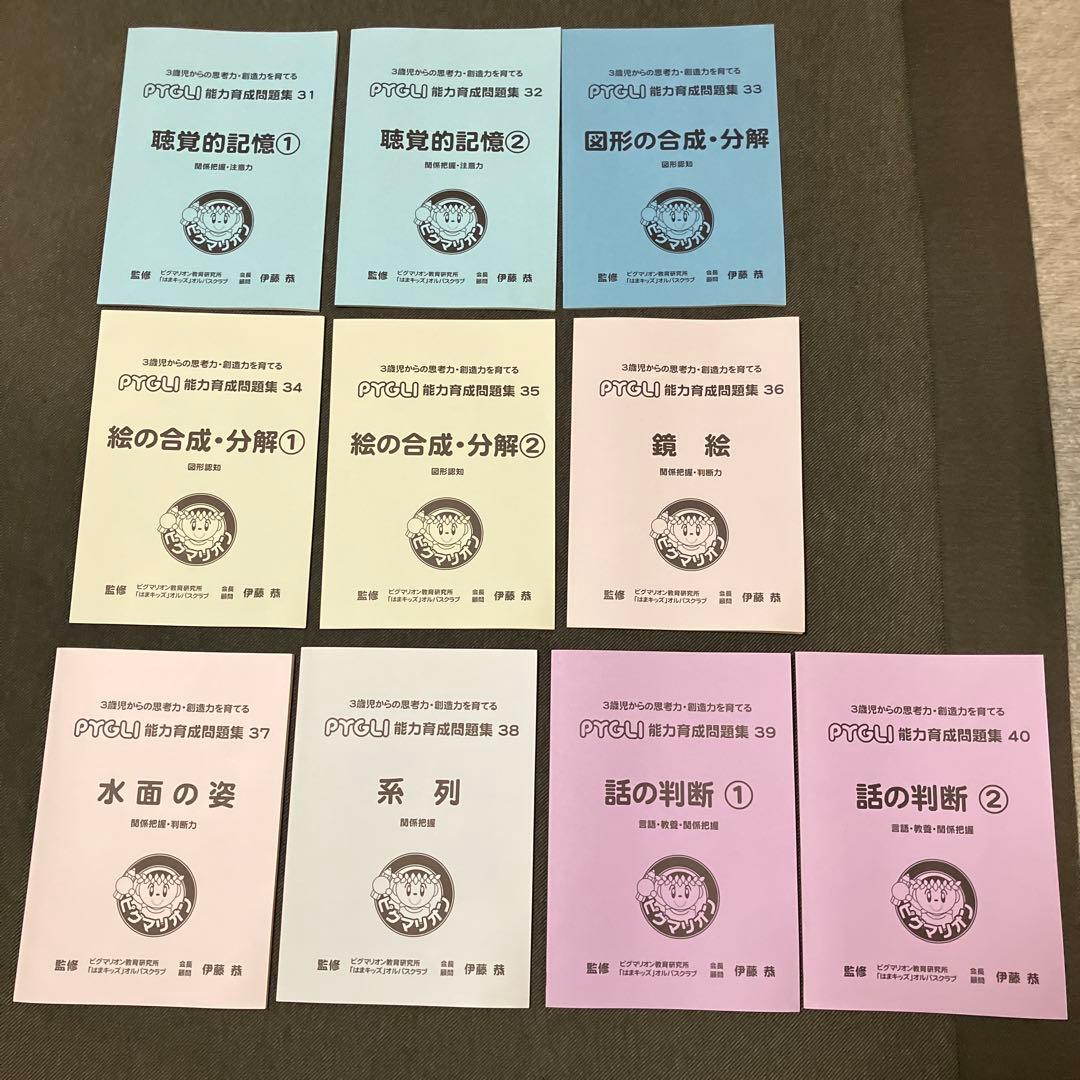 3歳児からの思考力・創造力を育てる
PYGLI 能力育成問題集 31
聴覚的記憶①
関係把握・注意力
ピグマリオン
監修 ピグマリオン教育研究所 会長 伊藤 恭
「はまキッズ」オルパスクラブ 顧問
3歳児からの思考力・創造力を育てる
PYGLI 能力育成問題集 32
聴覚的記憶②
関係把握・注意力
ピグマリオン
監修 ピグマリオン教育研究所 会長 伊藤 恭
「はまキッズ」オルパスクラブ 顧問
3歳児からの思考力・創造力を育てる
PYGLI 能力育成問題集 33
図形の合成・分解
図形認知
ピグマリオン
監修 ピグマリオン教育研究所 会長 伊藤 恭
「はまキッズ」オルパスクラブ 顧問
3歳児からの思考力・創造力を育てる
PYGLI 能力育成問題集 34
絵の合成・分解①
図形認知
ピグマリオン
監修 ピグマリオン教育研究所 会長 伊藤 恭
「はまキッズ」オルパスクラブ 顧問
3歳児からの思考力・創造力を育てる
PYGLI 能力育成問題集 35
絵の合成・分解②
図形認知
ピグマリオン
監修 ピグマリオン教育研究所 会長 伊藤 恭
「はまキッズ」オルパスクラブ 顧問
3歳児からの思考力・創造力を育てる
PYGLI 能力育成問題集 36
鏡 絵
関係把握・判断力
ピグマリオン
監修 ピグマリオン教育研究所 会長 伊藤 恭
「はまキッズ」オルパスクラブ 顧問
3歳児からの思考力・創造力を育てる
PYGLI 能力育成問題集 37
水面の姿
関係把握・判断力
ピグマリオン
監修 ピグマリオン教育研究所 会長 伊藤 恭
「はまキッズ」オルパスクラブ 顧問
3歳児からの思考力・創造力を育てる
PYGLI 能力育成問題集 38
系 列
関係把握
ピグマリオン
監修 ピグマリオン教育研究所 会長 伊藤 恭
「はまキッズ」オルパスクラブ 顧問
3歳児からの思考力・創造力を育てる
PYGLI 能力育成問題集 39
話の判断 ①
言語・教養・関係把握
ピグマリオン
監修 ピグマリオン教育研究所 会長 伊藤 恭
「はまキッズ」オルパスクラブ 顧問
3歳児からの思考力・創造力を育てる
PYGLI 能力育成問題集 40
話の判断 ②
言語・教養・関係把握
ピグマリオン
監修 ピグマリオン教育研究所 会長 伊藤 恭
「はまキッズ」オルパスクラブ 顧問